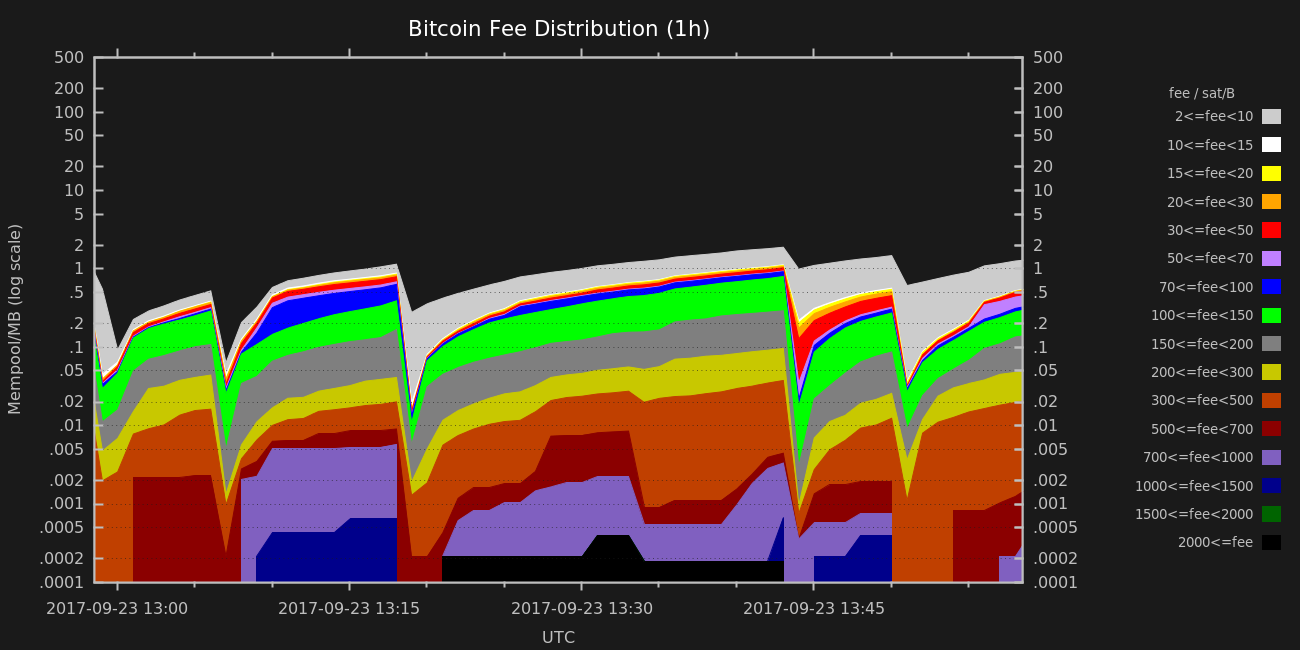 Bitcoin Fee Distribution (1h)
Mempool/MB (log scale)
500
200
100
50
20
10
5
2
1
.5
.2
.1
.05
.02
.01
.005
.002
.001
.0005
.0002
.0001
500
200
100
50
20
10
5
2
1
.5
.2
.1
.05
.02
.01
.005
.002
.001
.0005
.0002
.0001
2017-09-23 13:00 2017-09-23 13:15 2017-09-23 13:30 2017-09-23 13:45
UTC
fee / sat/B
2<=fee<10
10<=fee<15
15<=fee<20
20<=fee<30
30<=fee<50
50<=fee<70
70<=fee<100
100<=fee<150
150<=fee<200
200<=fee<300
300<=fee<500
500<=fee<700
700<=fee<1000
1000<=fee<1500
1500<=fee<2000
2000<=fee